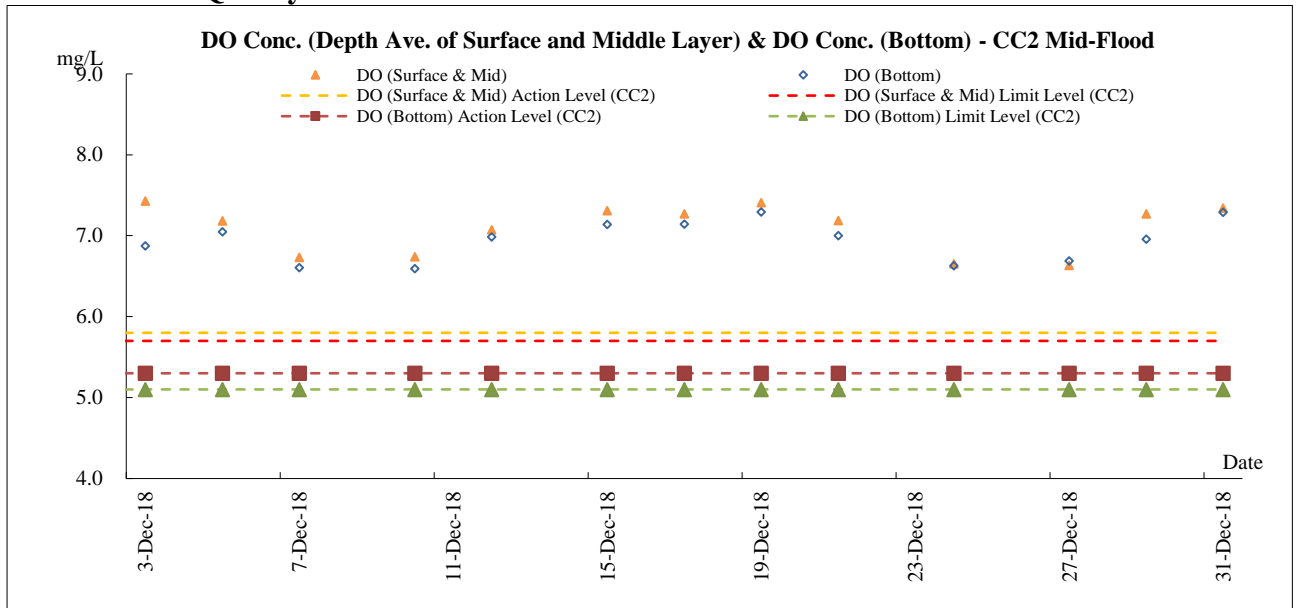 DO Conc. (Depth Ave. of Surface and Middle Layer) & DO Conc. (Bottom) - CC2 Mid-Flood
mg/L
DO (Surface & Mid)
DO (Bottom)
DO (Surface & Mid) Action Level (CC2)
DO (Surface & Mid) Limit Level (CC2)
DO (Bottom) Action Level (CC2)
DO (Bottom) Limit Level (CC2)
9.0
8.0
7.0
6.0
5.0
4.0
Date
3-Dec-18
7-Dec-18
11-Dec-18
15-Dec-18
19-Dec-18
23-Dec-18
27-Dec-18
31-Dec-18